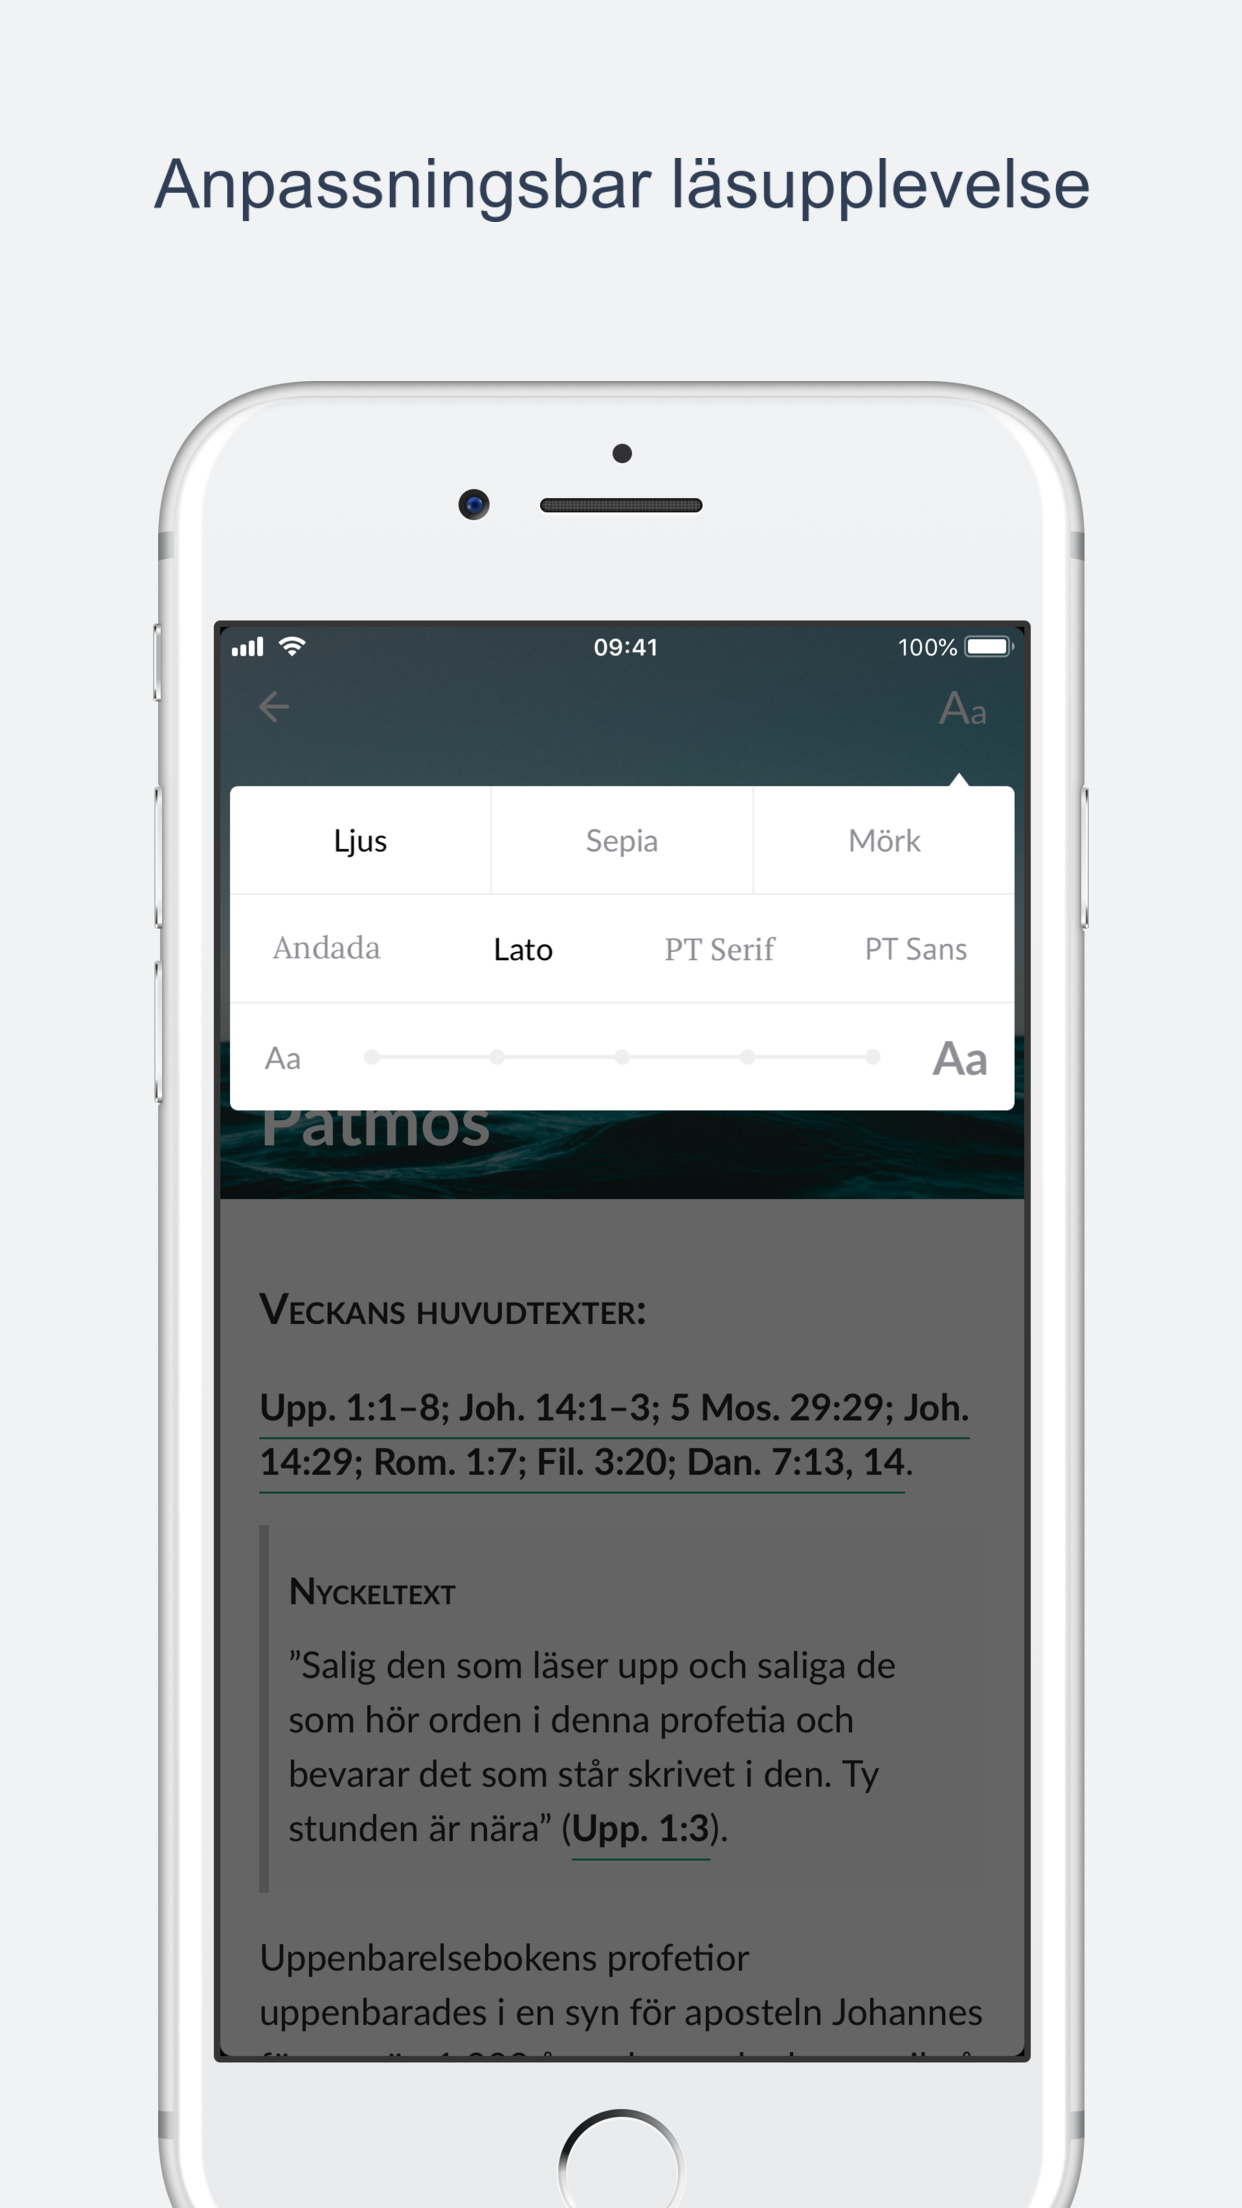 Anpassningsbar läsupplevelse
09:41
100%
Aa
Ljus
Sepia
Mörk
Andada
Lato
PT Serif
PT Sans
Aa
Aa
Patmos
VECKANS HUVUDTEXTER:
Upp. 1:1–8; Joh. 14:1–3; 5 Mos. 29:29; Joh.
14:29; Rom. 1:7; Fil. 3:20; Dan. 7:13, 14.
NYCKELTEXT
”Salig den som läser upp och saliga de
som hör orden i denna profetia och
bevarar det som står skrivet i den. Ty
stunden är nära” (Upp. 1:3).
Uppenbarelsebokens profetior
uppenbarades i en syn för aposteln Johannes